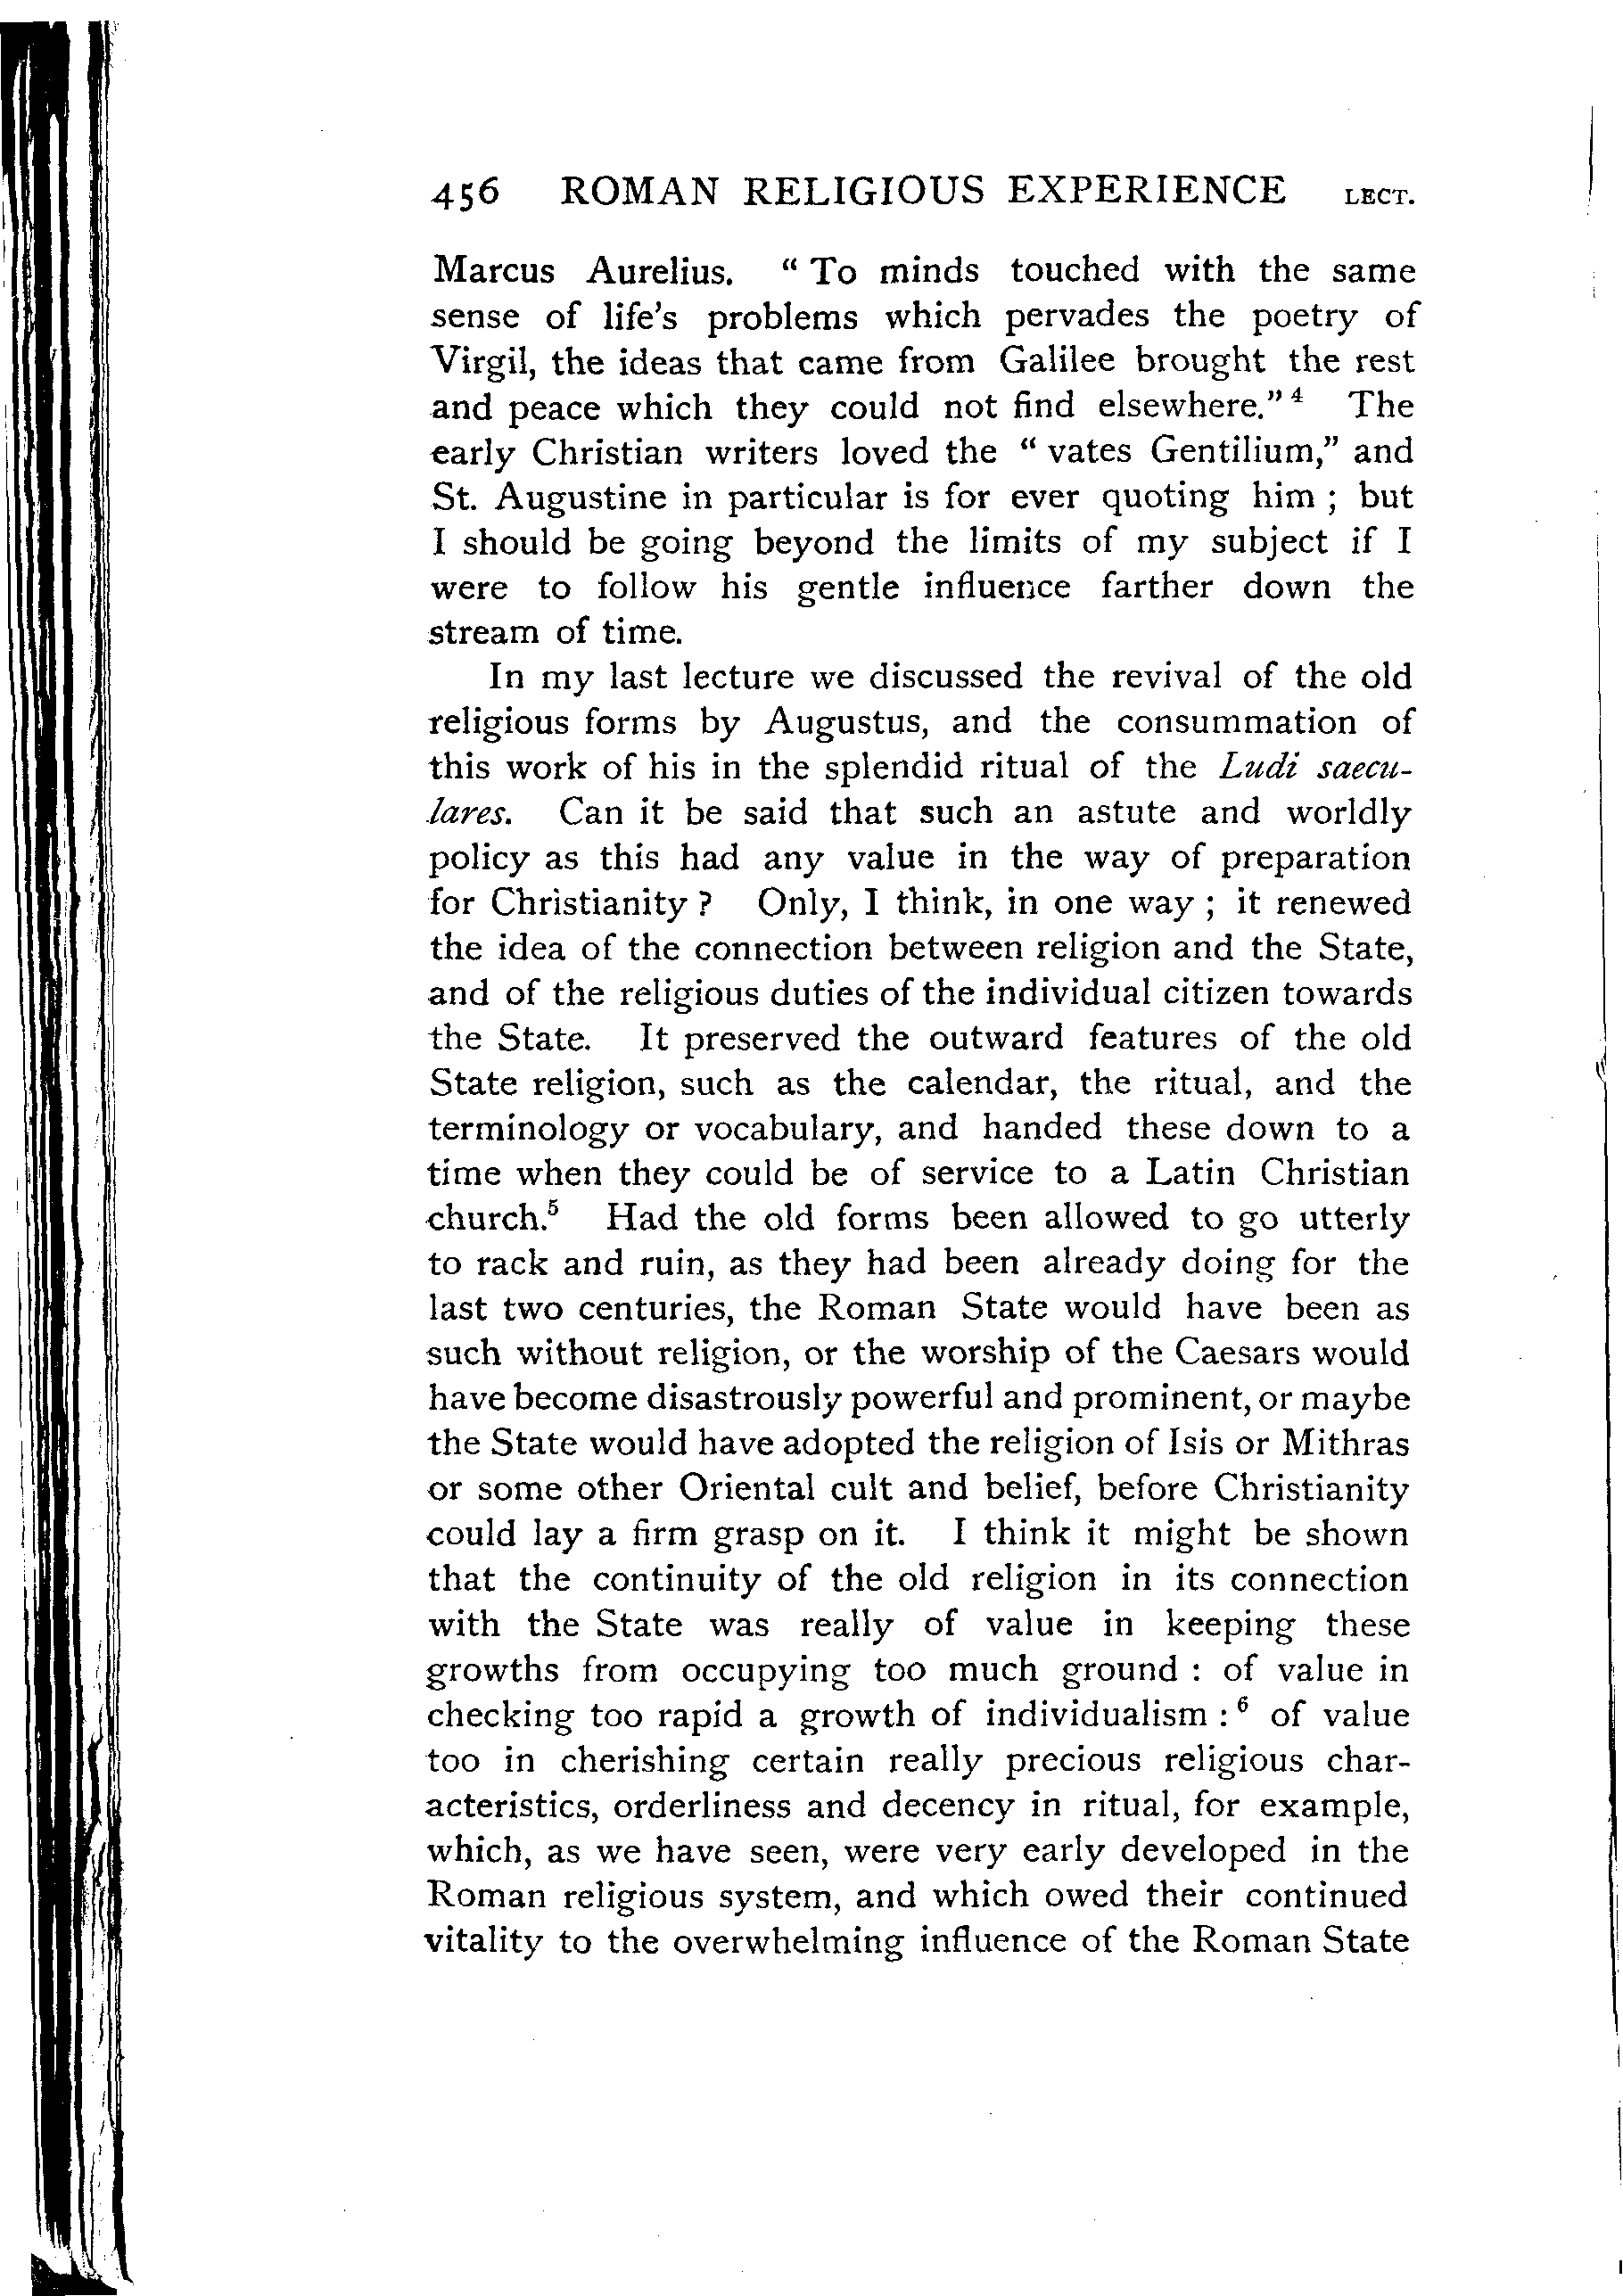 456 ROMAN RELIGIOUS EXPERIENCE LECT.
Marcus Aurelius. “ To minds touched with the same
sense of life's problems which pervades the poetry of
Virgil, the ideas that came from Galilee brought the rest
and peace which they could not find elsewhere.” 4 The
early Christian writers loved the “ vates Gentilium,” and
St. Augustine in particular is for ever quoting him ; but
I should be going beyond the limits of my subject if I
were to follow his gentle influence farther down the
stream of time.
In my last lecture we discussed the revival of the old
religious forms by Augustus, and the consummation of
this work of his in the splendid ritual of the Ludi saecu-
lares. Can it be said that such an astute and worldly
policy as this had any value in the way of preparation
for Christianity ? Only, I think, in one way ; it renewed
the idea of the connection between religion and the State,
and of the religious duties of the individual citizen towards
the State. It preserved the outward features of the old
State religion, such as the calendar, the ritual, and the
terminology or vocabulary, and handed these down to a
time when they could be of service to a Latin Christian
church.5 Had the old forms been allowed to go utterly
to rack and ruin, as they had been already doing for the
last two centuries, the Roman State would have been as
such without religion, or the worship of the Caesars would
have become disastrously powerful and prominent, or maybe
the State would have adopted the religion of Isis or Mithras
or some other Oriental cult and belief, before Christianity
could lay a firm grasp on it. I think it might be shown
that the continuity of the old religion in its connection
with the State was really of value in keeping these
growths from occupying too much ground : of value in
checking too rapid a growth of individualism : 6 of value
too in cherishing certain really precious religious char-
acteristics, orderliness and decency in ritual, for example,
which, as we have seen, were very early developed in the
Roman religious system, and which owed their continued
vitality to the overwhelming influence of the Roman State